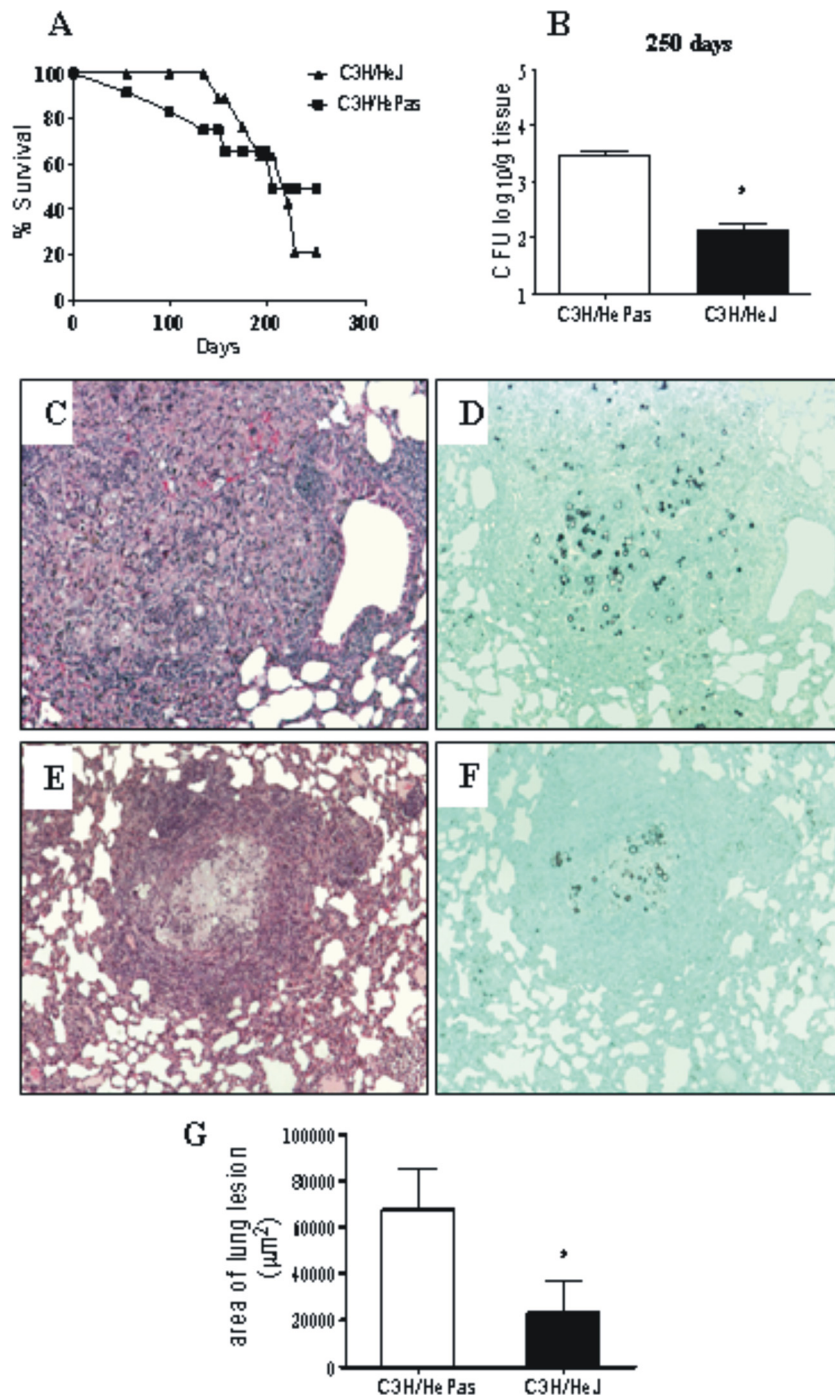 A
100
80
60
40
20
0
% Survival
0
100
200
300
Days
C3H/HeJ
C3H/HePas
B
250 days
5
4
3
2
1
CFU log10/g tissue
*
C3H/HePas
C3H/HeJ
C
D
E
F
G
100000
80000
60000
40000
20000
0
area of lung lesion
(µm²)
*
C3H/HePas
C3H/HeJ